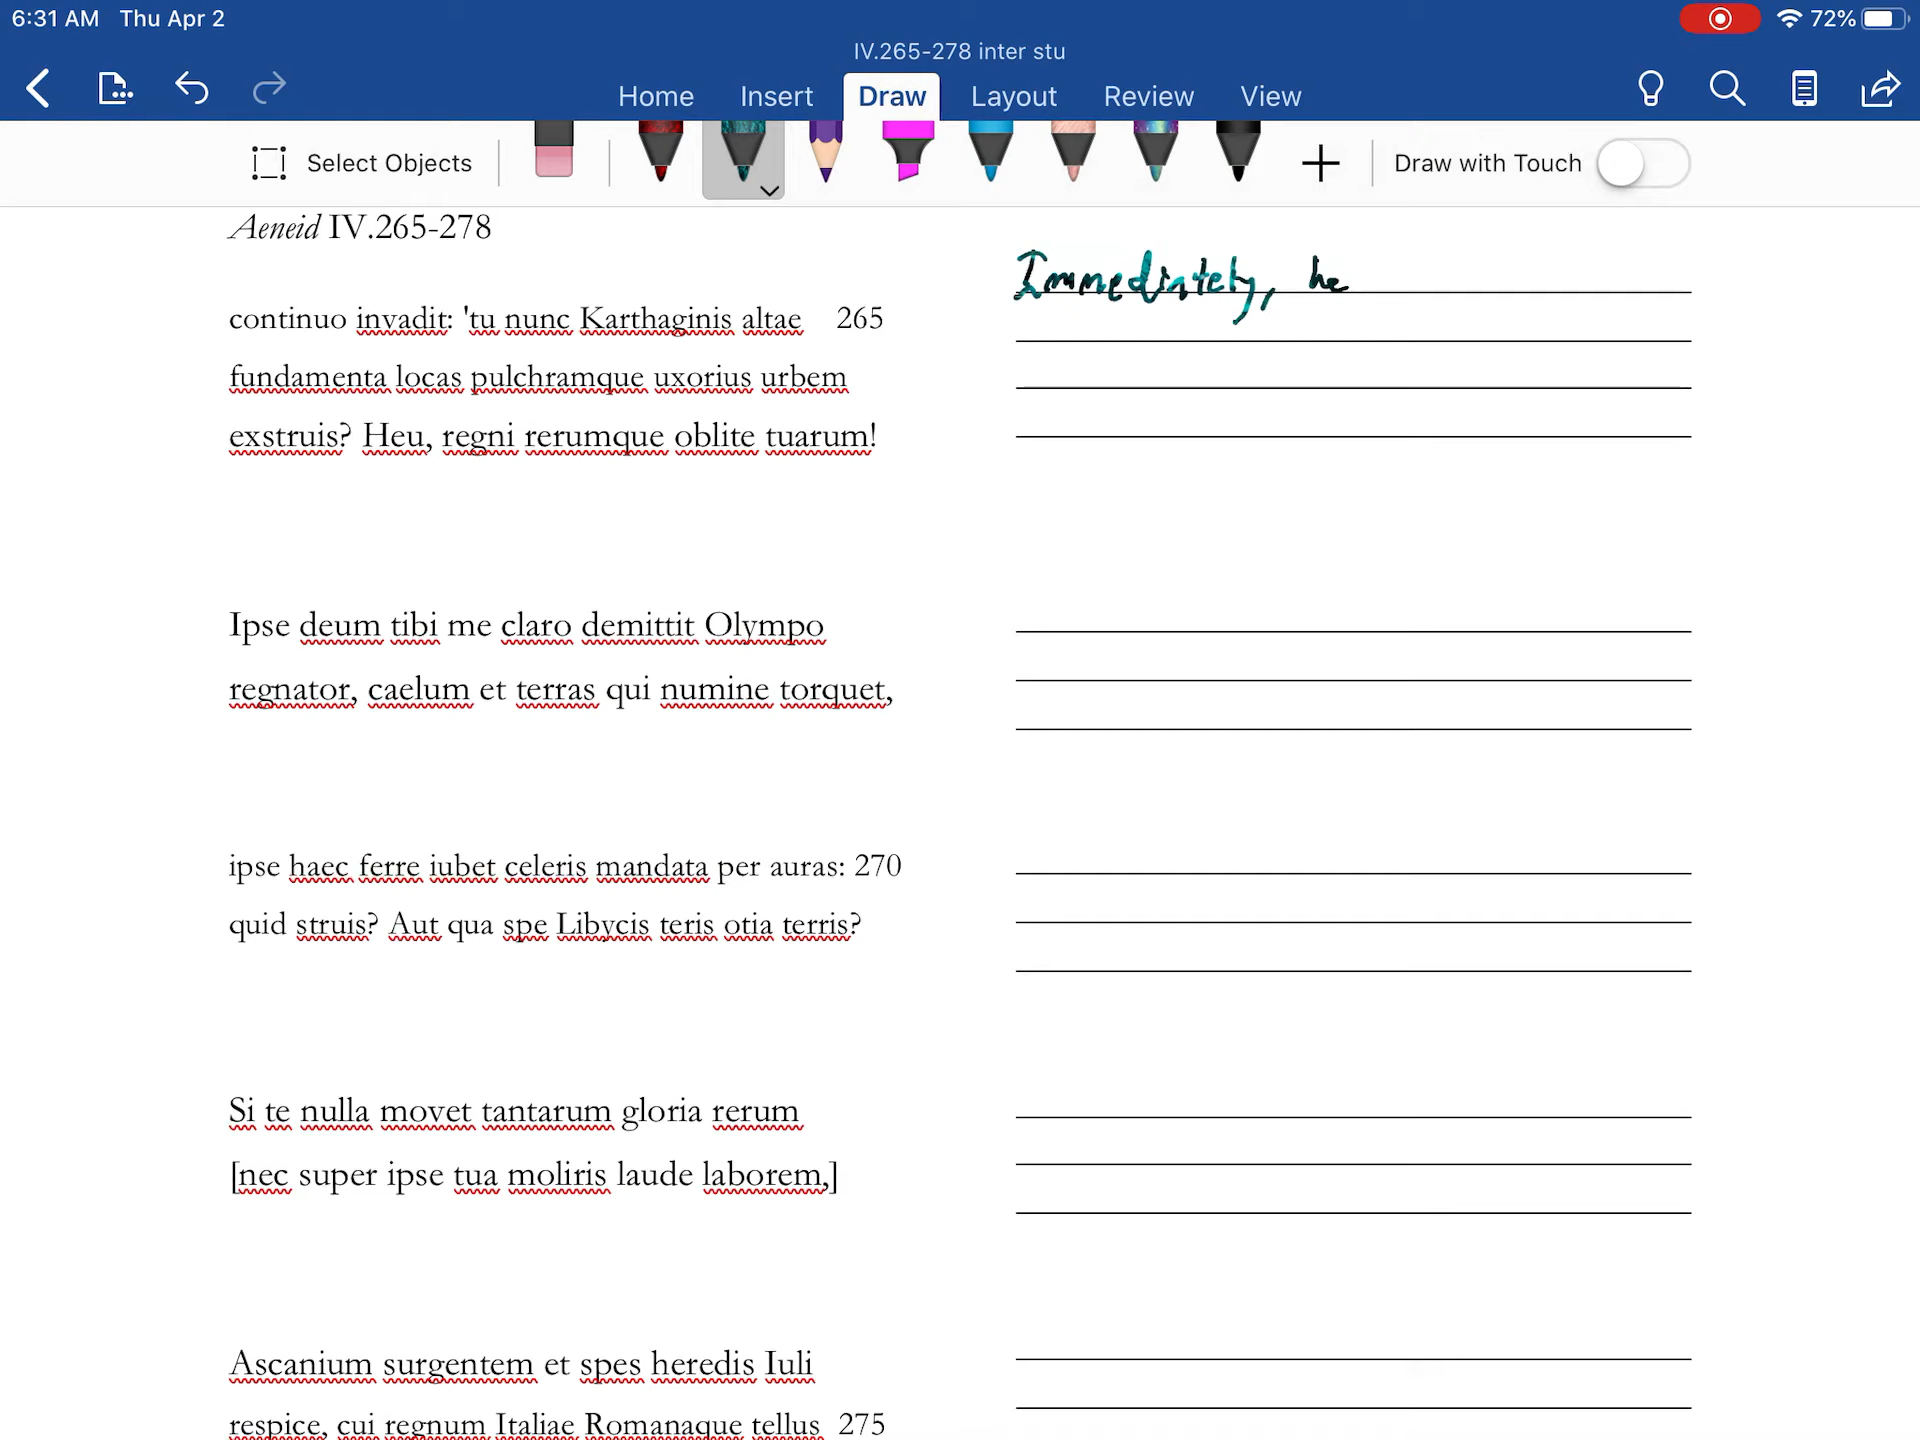 6:31 AM Thu Apr 2
72%
IV.265-278 inter stu
Home Insert Draw Layout Review View
Select Objects
Draw with Touch
Aeneid IV.265-278
Immediately, he
continuo invadit: 'tu nunc Karthaginis altae 265
fundamenta locas pulchramque uxorius urbem
exstruis? Heu, regni rerumque oblite tuarum!
Ipse deum tibi me claro demittit Olympo
regnator, caelum et terras qui numine torquet,
ipse haec ferre iubet celeris mandata per auras: 270
quid struis? Aut qua spe Libycis teris otia terris?
Si te nulla movet tantarum gloria rerum
[nec super ipse tua moliris laude laborem,]
Ascanium surgentem et spes heredis Iuli
respice, cui regnum Italiae Romanaque tellus 275